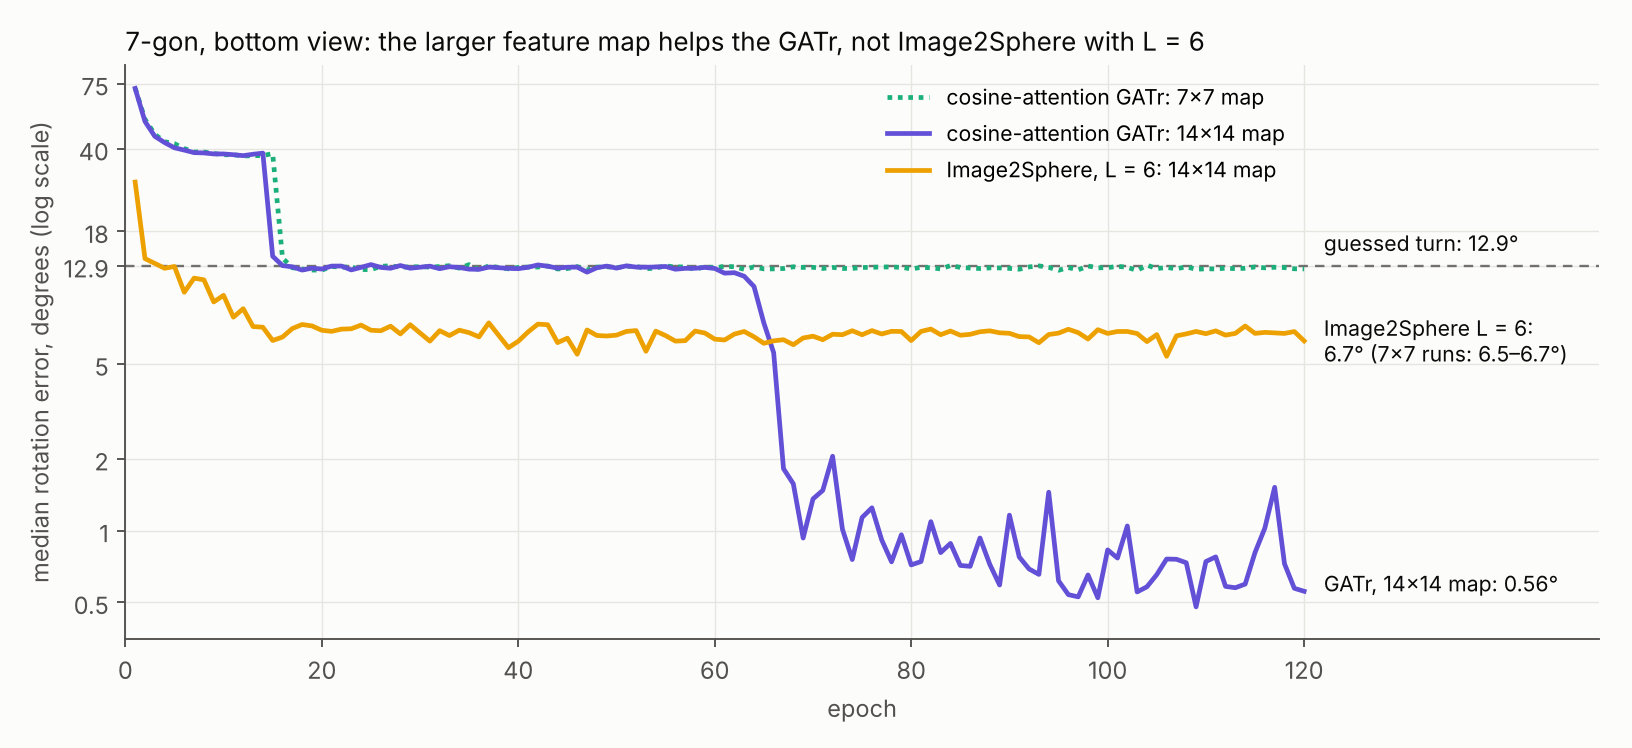 7-gon, bottom view: the larger feature map helps the GATr, not Image2Sphere with L = 6
median rotation error, degrees (log scale)
75
40
18
12.9
5
2
1
0.5
cosine-attention GATr: 7×7 map
cosine-attention GATr: 14×14 map
Image2Sphere, L = 6: 14×14 map
guessed turn: 12.9°
Image2Sphere L = 6:
6.7° (7×7 runs: 6.5–6.7°)
GATr, 14×14 map: 0.56°
0
20
40
60
80
100
120
epoch